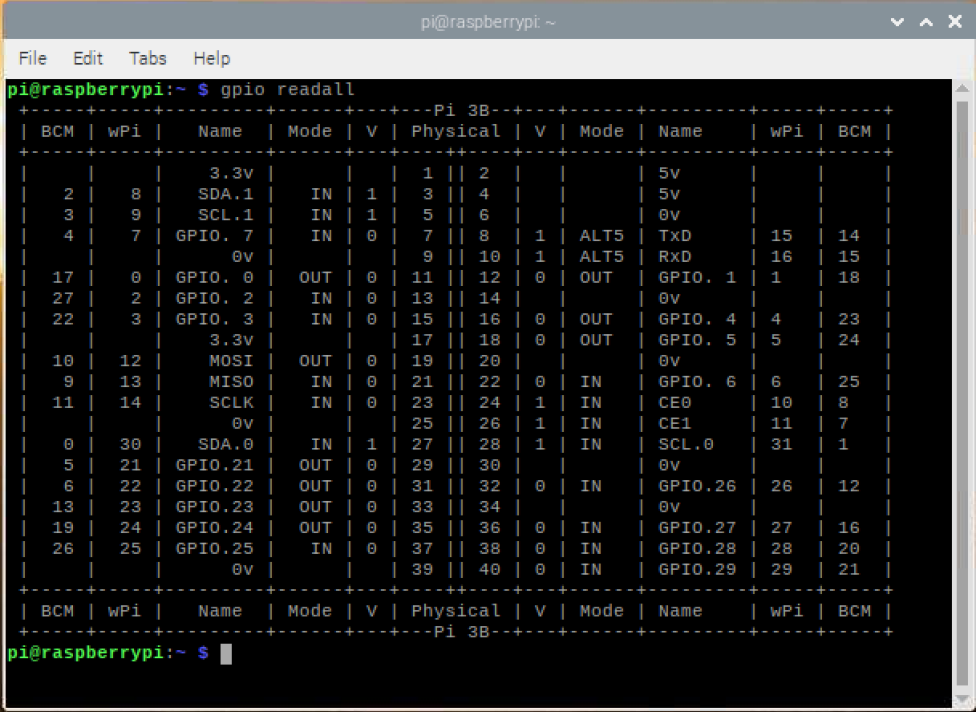 pi@raspberrypi: ~
File Edit Tabs Help
pi@raspberrypi:~ $ gpio readall
 +-----+-----+---------+------+---+---Pi 3B--+---+------+---------+-----+-----+
 | BCM | wPi |   Name  | Mode | V | Physical | V | Mode | Name    | wPi | BCM |
 +-----+-----+---------+------+---+----++----+---+------+---------+-----+-----+
 |     |     |    3.3v |      |   |  1 || 2  |   |      | 5v      |     |     |
 |   2 |   8 |   SDA.1 |   IN | 1 |  3 || 4  |   |      | 5v      |     |     |
 |   3 |   9 |   SCL.1 |   IN | 1 |  5 || 6  |   |      | 0v      |     |     |
 |   4 |   7 | GPIO. 7 |   IN | 0 |  7 || 8  | 1 | ALT5 | TxD     | 15  | 14  |
 |     |     |      0v |      |   |  9 || 10 | 1 | ALT5 | RxD     | 16  | 15  |
 |  17 |   0 | GPIO. 0 |  OUT | 0 | 11 || 12 | 0 | OUT  | GPIO. 1 | 1   | 18  |
 |  27 |   2 | GPIO. 2 |   IN | 0 | 13 || 14 |   |      | 0v      |     |     |
 |  22 |   3 | GPIO. 3 |   IN | 0 | 15 || 16 | 0 | OUT  | GPIO. 4 | 4   | 23  |
 |     |     |    3.3v |      |   | 17 || 18 | 0 | OUT  | GPIO. 5 | 5   | 24  |
 |  10 |  12 |    MOSI |  OUT | 0 | 19 || 20 |   |      | 0v      |     |     |
 |   9 |  13 |    MISO |   IN | 0 | 21 || 22 | 0 | IN   | GPIO. 6 | 6   | 25  |
 |  11 |  14 |    SCLK |   IN | 0 | 23 || 24 | 1 | IN   | CE0     | 10  | 8   |
 |     |     |      0v |      |   | 25 || 26 | 1 | IN   | CE1     | 11  | 7   |
 |   0 |  30 |   SDA.0 |   IN | 1 | 27 || 28 | 1 | IN   | SCL.0   | 31  | 1   |
 |   5 |  21 | GPIO.21 |  OUT | 0 | 29 || 30 |   |      | 0v      |     |     |
 |   6 |  22 | GPIO.22 |  OUT | 0 | 31 || 32 | 0 | IN   | GPIO.26 | 26  | 12  |
 |  13 |  23 | GPIO.23 |  OUT | 0 | 33 || 34 |   |      | 0v      |     |     |
 |  19 |  24 | GPIO.24 |  OUT | 0 | 35 || 36 | 0 | IN   | GPIO.27 | 27  | 16  |
 |  26 |  25 | GPIO.25 |   IN | 0 | 37 || 38 | 0 | IN   | GPIO.28 | 28  | 20  |
 |     |     |      0v |      |   | 39 || 40 | 0 | IN   | GPIO.29 | 29  | 21  |
 +-----+-----+---------+------+---+----++----+---+------+---------+-----+-----+
 | BCM | wPi |   Name  | Mode | V | Physical | V | Mode | Name    | wPi | BCM |
 +-----+-----+---------+------+---+---Pi 3B--+---+------+---------+-----+-----+
pi@raspberrypi:~ $